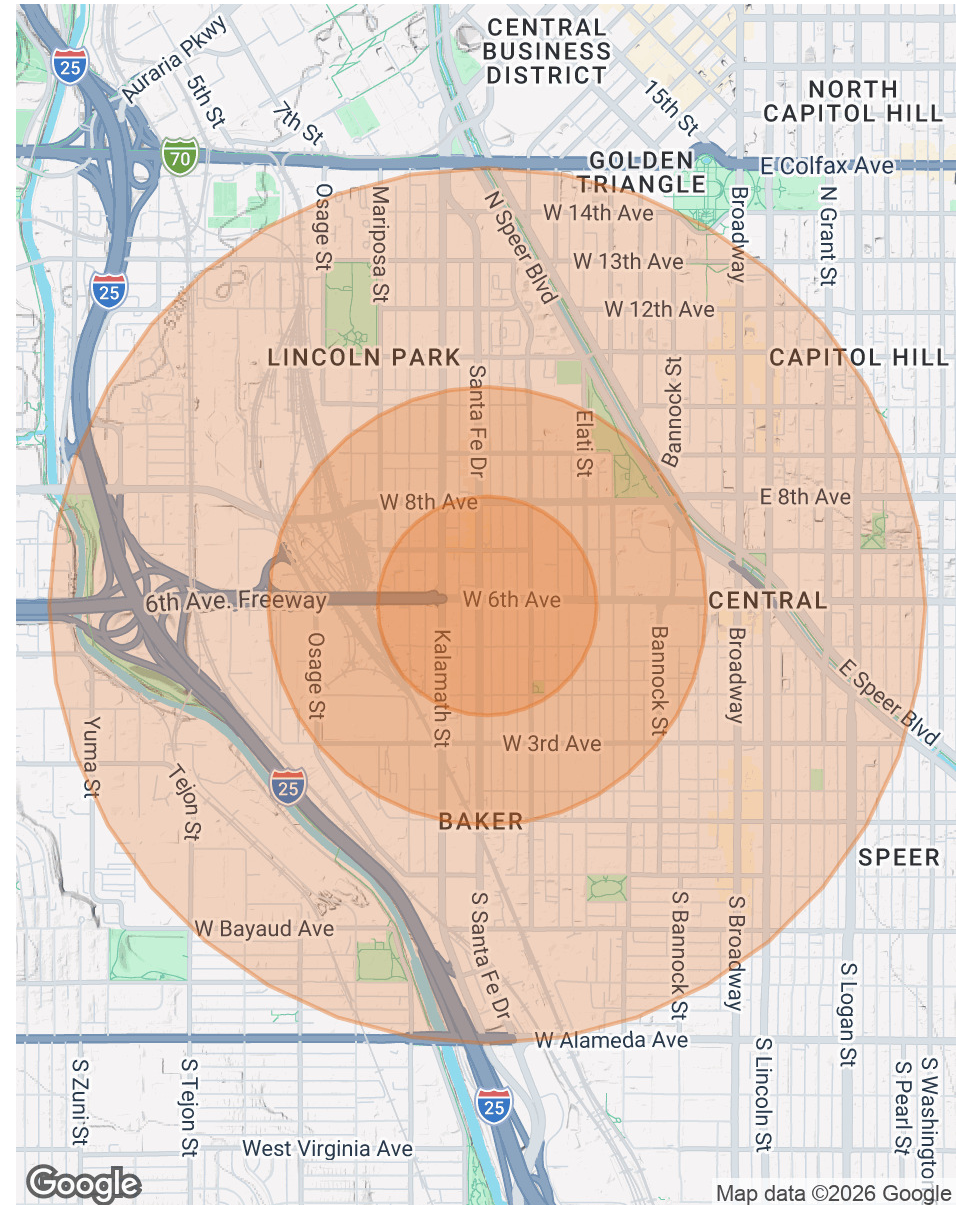 CENTRAL
BUSINESS
DISTRICT
25
Auraria Pkwy
5th St
7th St
15th St
NORTH
CAPITOL HILL
70
GOLDEN
TRIANGLE
E Colfax Ave
Osage St
Mariposa St
N Speer Blvd
W 14th Ave
Broadway
N Grant St
W 13th Ave
25
W 12th Ave
LINCOLN PARK
CAPITOL HILL
Santa Fe Dr
Bannock St
Elati St
W 8th Ave
E 8th Ave
6th Ave. Freeway
W 6th Ave
CENTRAL
Osage St
Kalamath St
Bannock St
Broadway
E Speer Blvd
Yuma St
W 3rd Ave
Tejon St
25
BAKER
SPEER
W Bayaud Ave
S Santa Fe Dr
S Bannock St
S Broadway
S Logan St
W Alameda Ave
S Zuni St
S Tejon St
S Lincoln St
S Pearl St
S Washington
25
West Virginia Ave
Google
Map data ©2026 Google